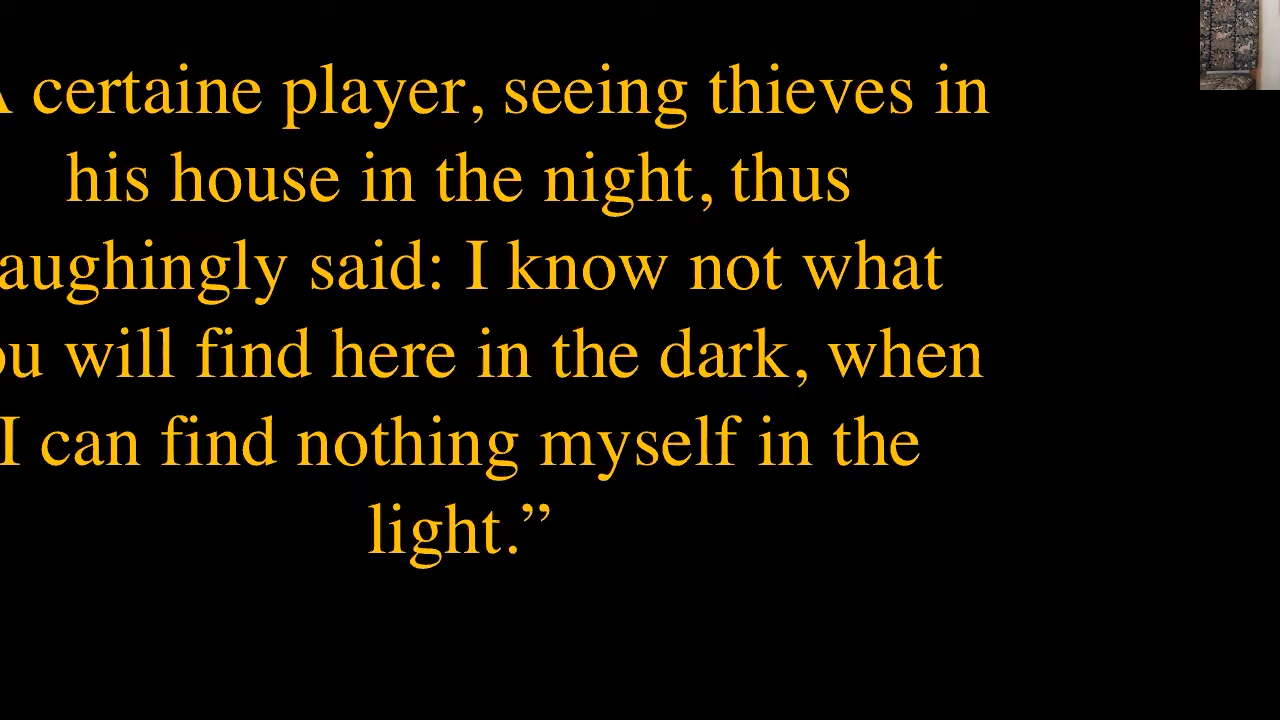 A certaine player, seeing thieves in
his house in the night, thus
aughingly said: I know not what
ou will find here in the dark, when
I can find nothing myself in the
light.”